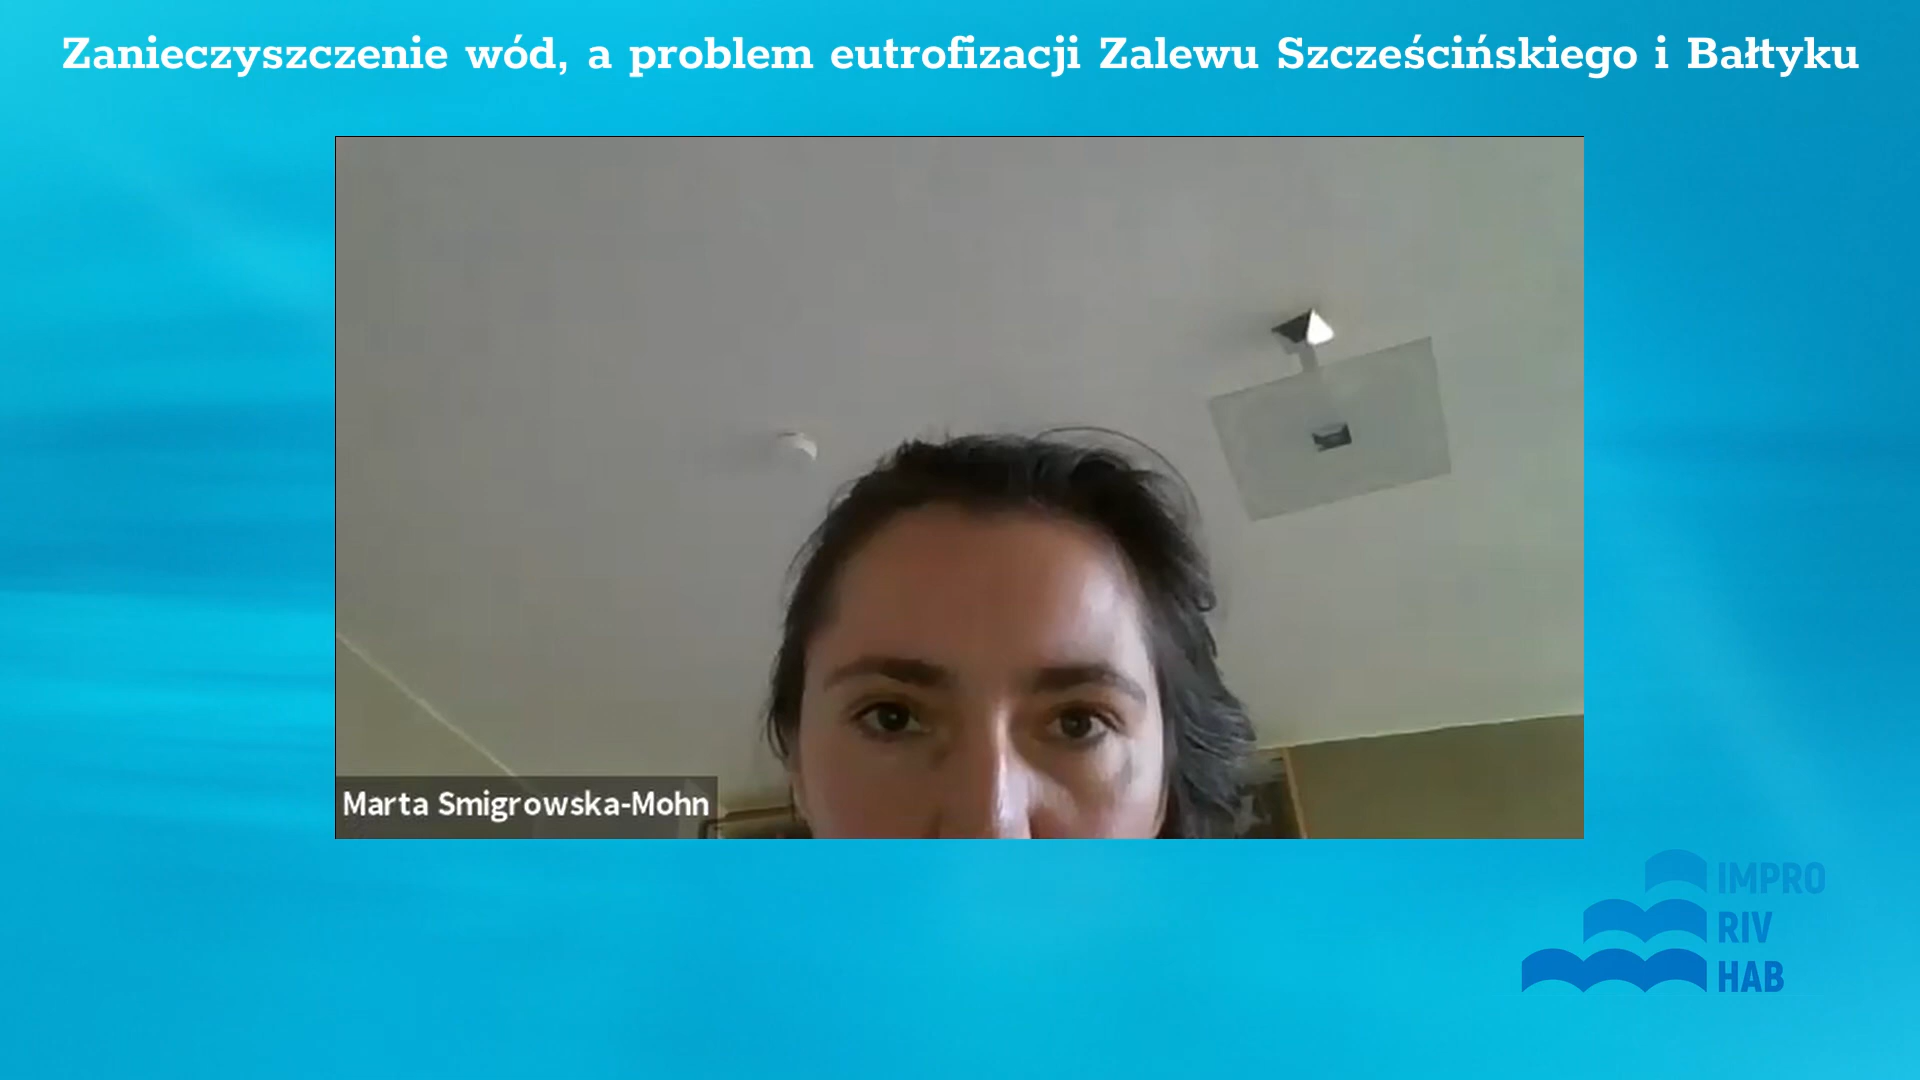 Zanieczyszczenie wód, a problem eutrofizacji Zalewu Szcześcińskiego i Bałtyku
Marta Smigrowska-Mohn
IMPRO
RIV
HAB